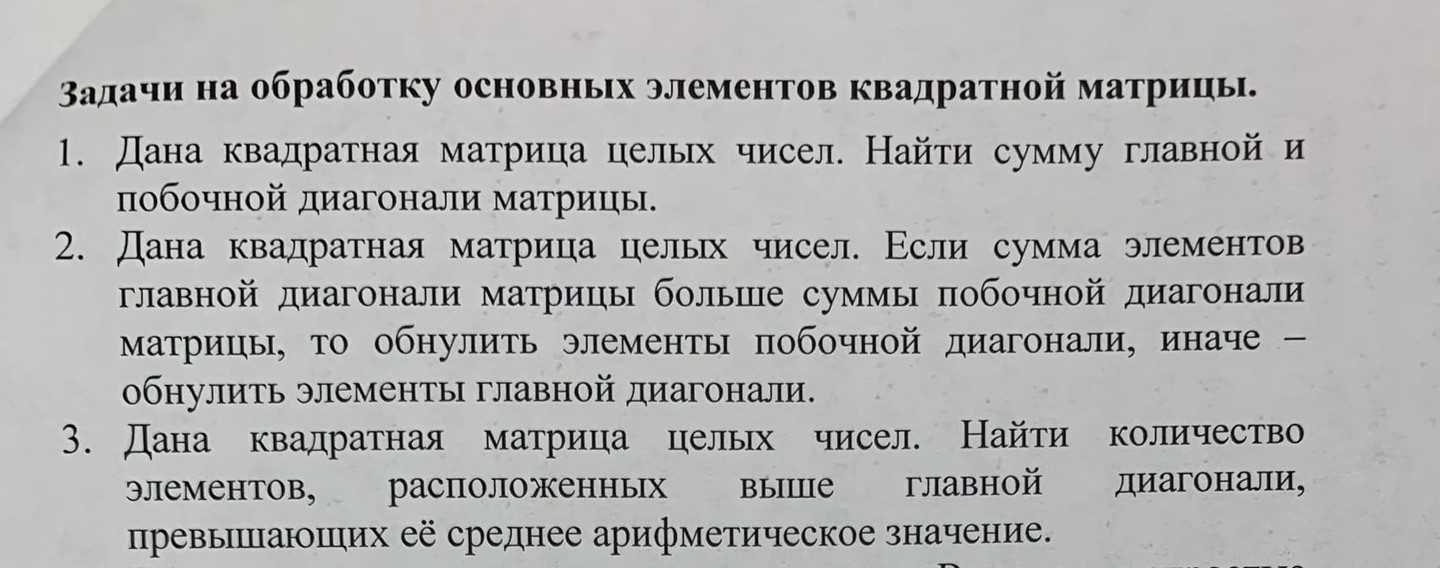 Задачи на обработку основных элементов квадратной матрицы.
1. Дана квадратная матрица целых чисел. Найти сумму главной и
побочной диагонали матрицы.
2. Дана квадратная матрица целых чисел. Если сумма элементов
главной диагонали матрицы больше суммы побочной диагонали
матрицы, то обнулить элементы побочной диагонали, иначе –
обнулить элементы главной диагонали.
3. Дана квадратная матрица целых чисел. Найти количество
элементов, расположенных выше главной диагонали,
превышающих её среднее арифметическое значение.